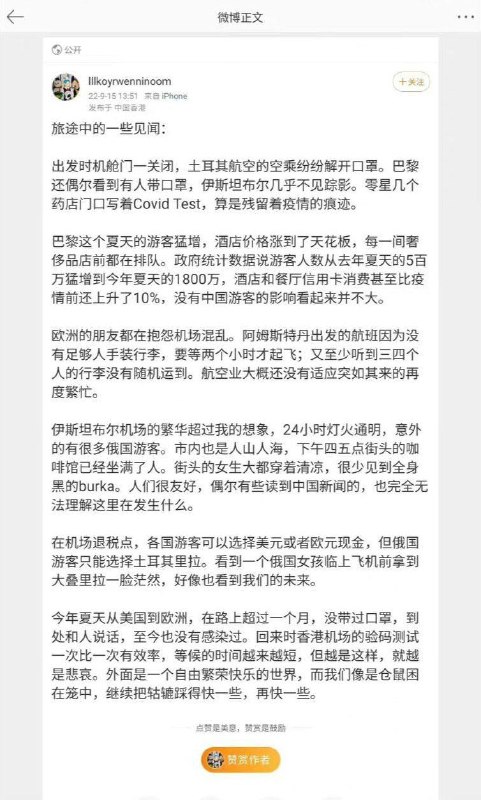 微博正文
公开
lllkoyrwenninoom
+关注
22-9-15 13:51 来自 iPhone
发布于 中国香港
旅途中的一些见闻：
出发时机舱门一关闭，土耳其航空的空乘纷纷解开口罩。巴黎
还偶尔看到有人带口罩，伊斯坦布尔几乎不见踪影。零星几个
药店门口写着Covid Test，算是残留着疫情的痕迹。
巴黎这个夏天的游客猛增，酒店价格涨到了天花板，每一间奢
侈品店前都在排队。政府统计数据说游客人数从去年夏天的5百
万猛增到今年夏天的1800万，酒店和餐厅信用卡消费甚至比疫
情前还上升了10%，没有中国游客的影响看起来并不大。
欧洲的朋友都在抱怨机场混乱。阿姆斯特丹出发的航班因为没
有足够人手装行李，要等两个小时才起飞；又至少听到三四个
人的行李没有随机运到。航空业大概还没有适应突如其来的再
度繁忙。
伊斯坦布尔机场的繁华超过我的想象，24小时灯火通明，意外
的有很多俄国游客。市内也是人山人海，下午四五点街头的咖
啡馆已经坐满了人。街头的女生大都穿着清凉，很少见到全身
黑的burka。人们很友好，偶尔有些读到中国新闻的，也完全无
法理解这里在发生什么。
在机场退税点，各国游客可以选择美元或者欧元现金，但俄国
游客只能选择土耳其里拉。看到一个俄国女孩临上飞机前拿到
大叠里拉一脸茫然，好像也看到我们的未来。
今年夏天从美国到欧洲，在路上超过一个月，没带过口罩，到
处和人说话，至今也没有感染过。回来时香港机场的验码测试
一次比一次有效率，等候的时间越来越短，但越是这样，就越
是悲哀。外面是一个自由繁荣快乐的世界，而我们像是仓鼠困
在笼中，继续把轱辘踩得快一些，再快一些。
点赞是美意，赞赏是鼓励
赞赏作者